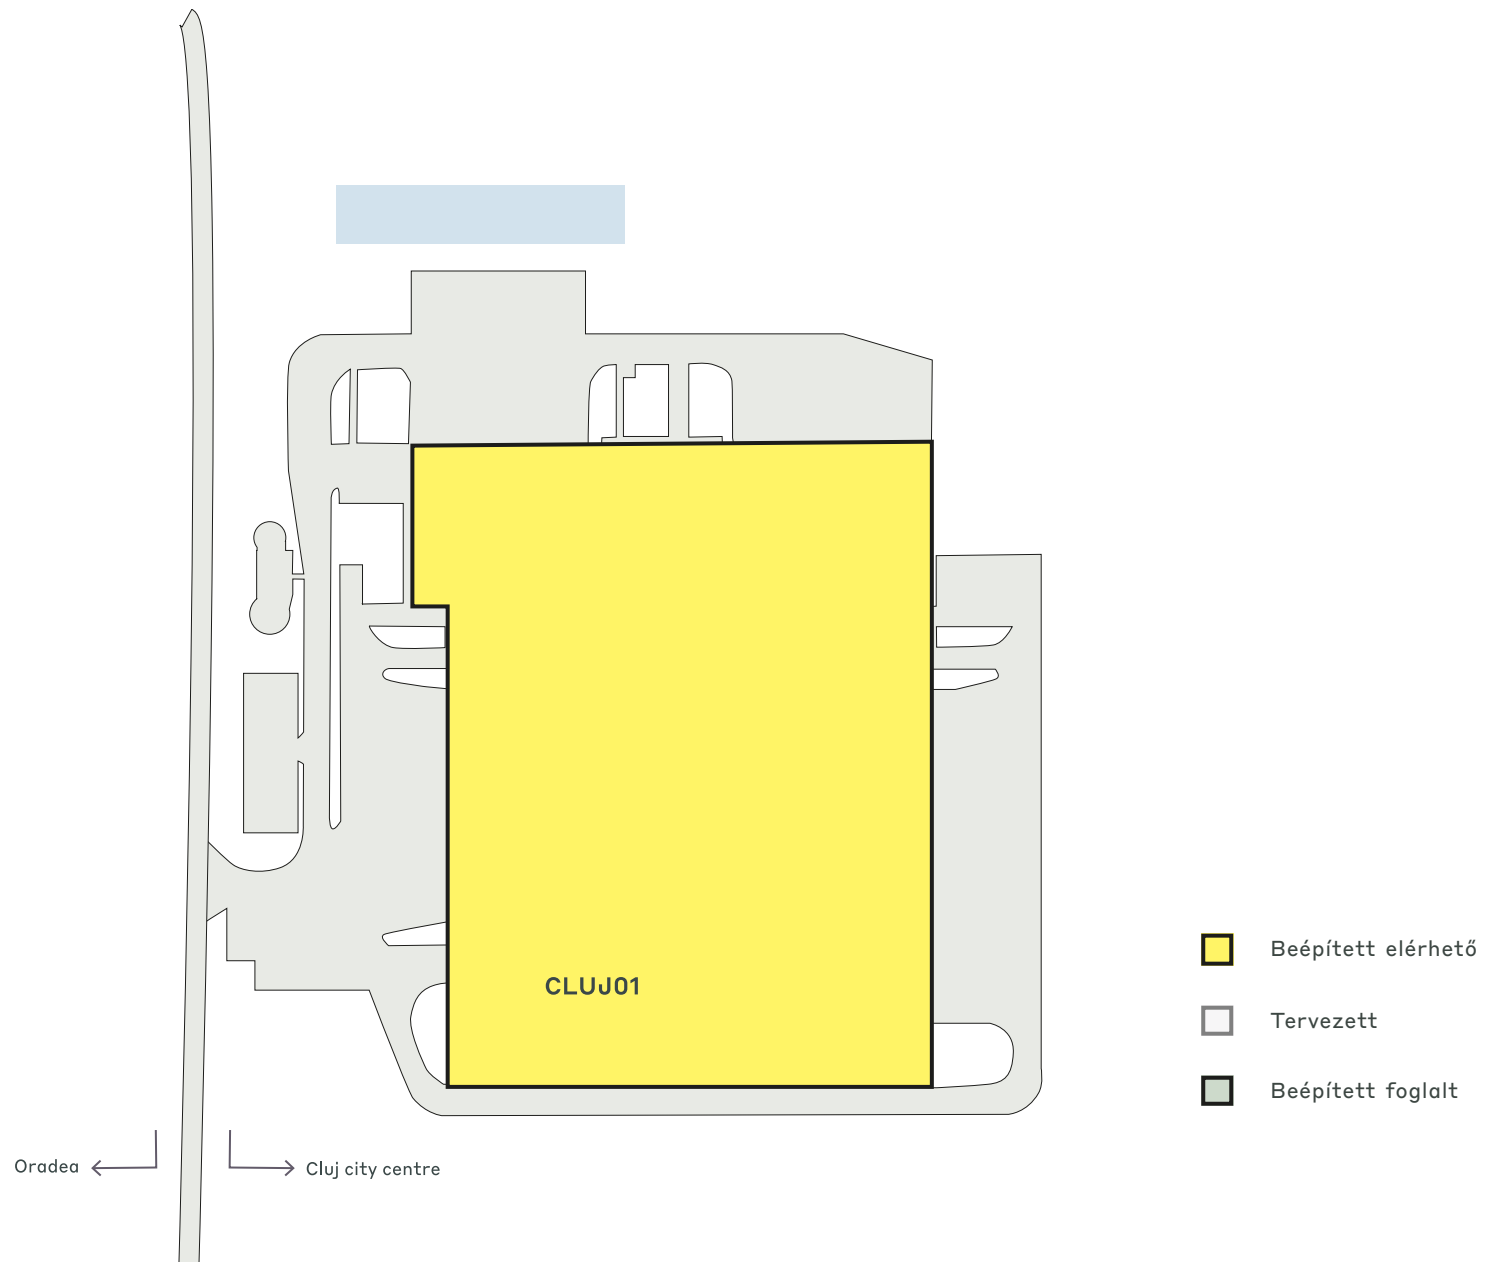 CLUJ01
Beépített elérhető
Tervezett
Beépített foglalt
Oradea
Cluj city centre